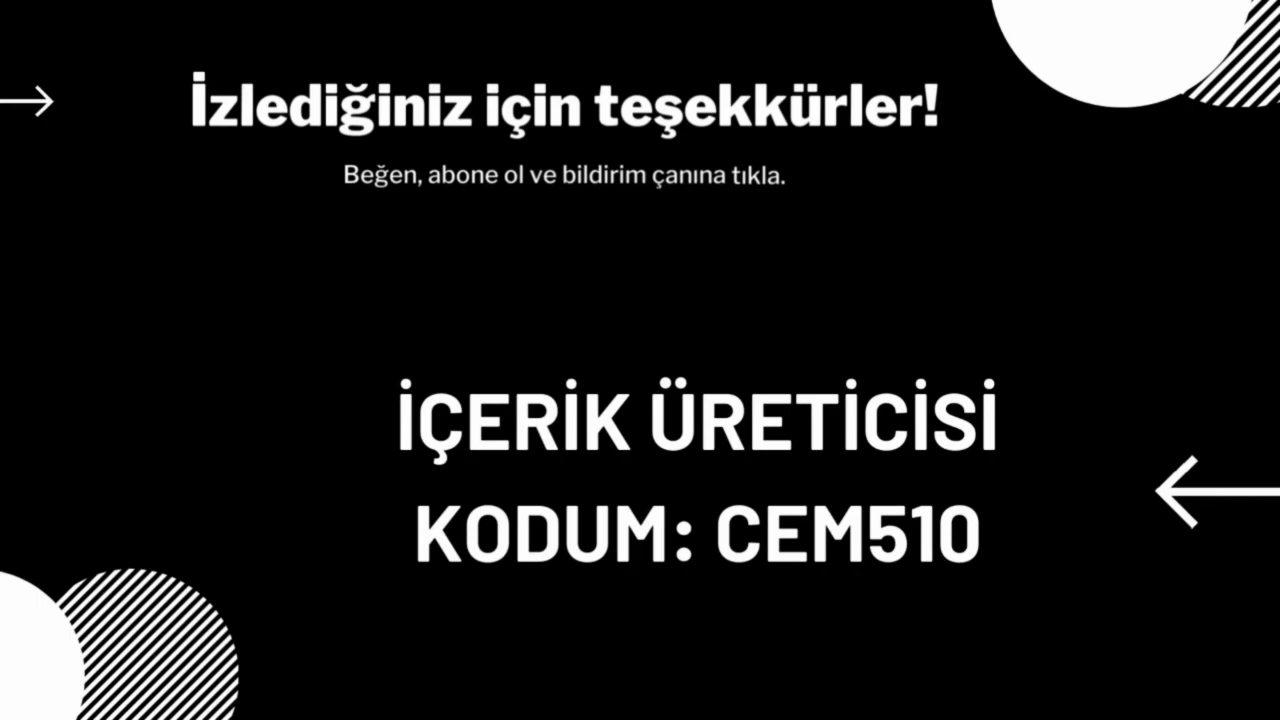 İzlediğiniz için teşekkürler!
Beğen, abone ol ve bildirim çanına tıkla.
İÇERİK ÜRETİCİSİ
KODUM: CEM510